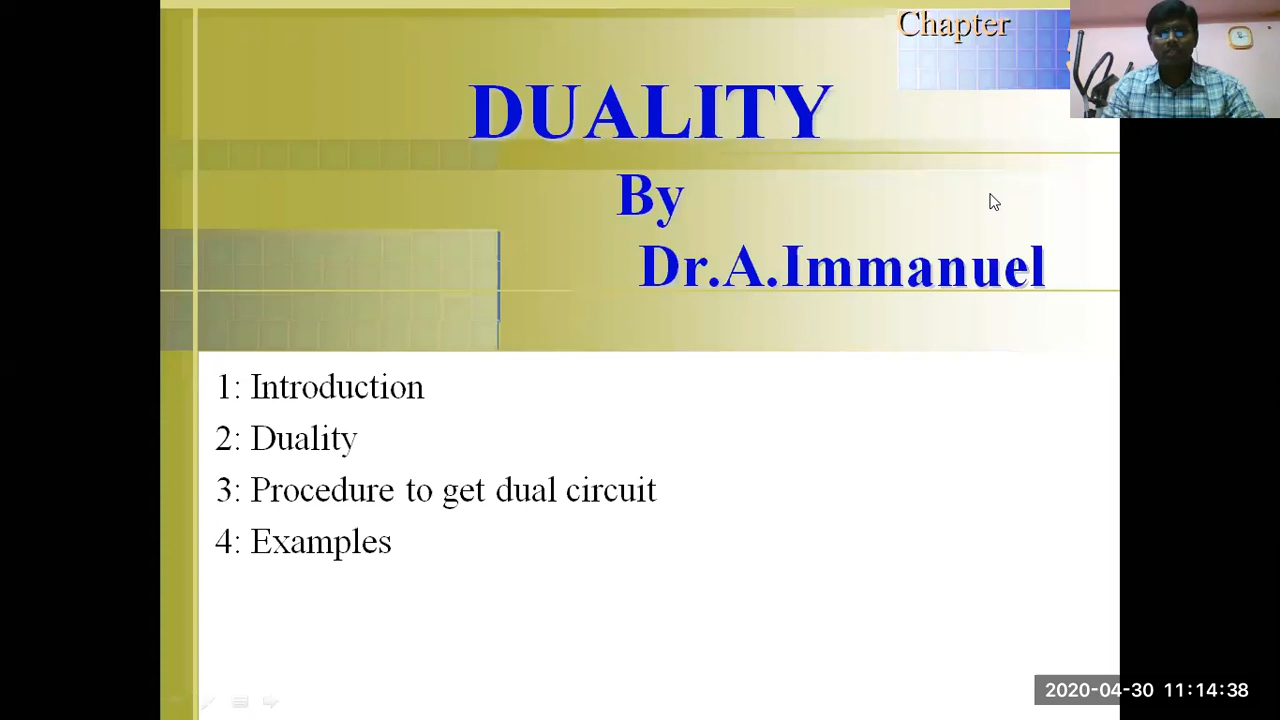 Chapter
DUALITY
By
Dr.A.Immanuel
1: Introduction
2: Duality
3: Procedure to get dual circuit
4: Examples
2020-04-30 11:14:38